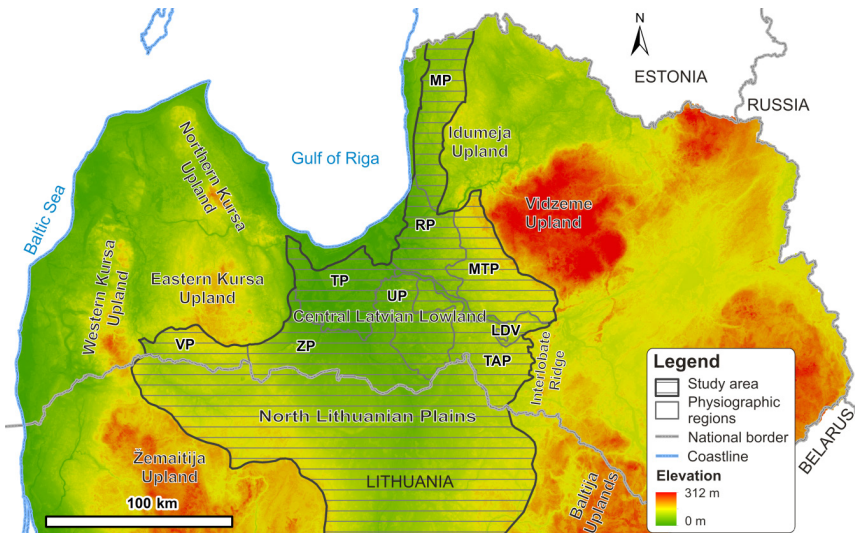 N
ESTONIA
RUSSIA
MP
Idumeja
Upland
Northern Kursa
Upland
Gulf of Riga
Baltic Sea
Vidzeme
Upland
RP
MTP
Eastern Kursa
Upland
Western Kursa
Upland
TP
UP
Central Latvian Lowland
LDV
VP
ZP
TAP
Interlobate
Ridge
North Lithuanian Plains
Žemaitija
Upland
LITHUANIA
Baltija
Uplands
BELARUS
100 km
Legend
Study area
Physiographic
regions
National border
Coastline
Elevation
312 m
0 m